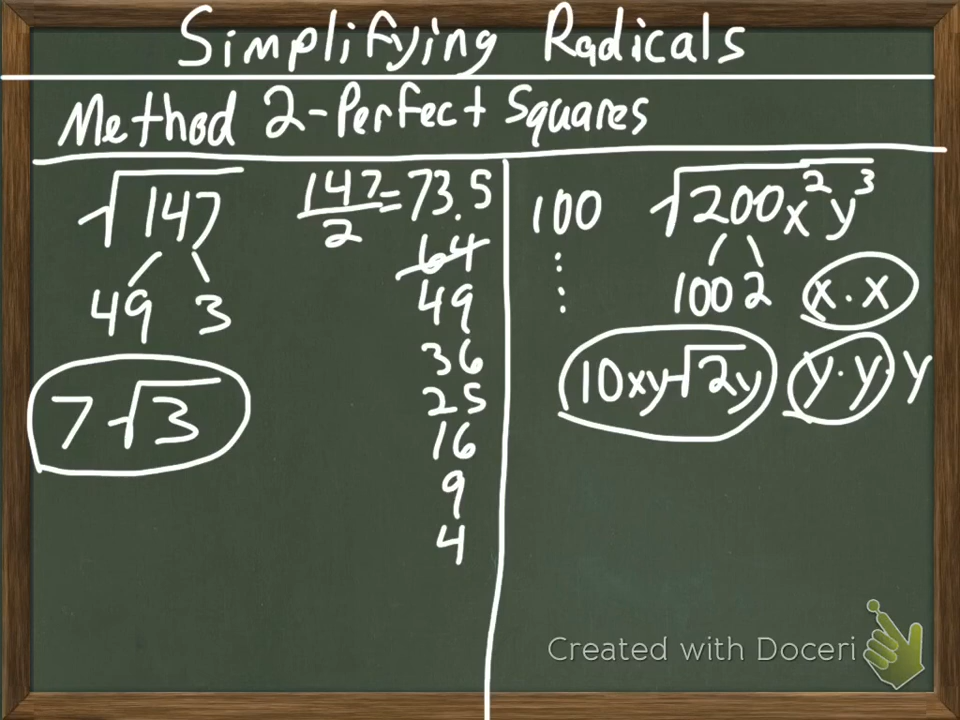 Simplifying Radicals
Method 2-Perfect Squares
√147
49 3
7√3
147/2 = 73.5
64
49
36
25
16
9
4
100
⋮
√200x²y³
100 2 x · x
y · y · y
10xy√2y
Created with Doceri